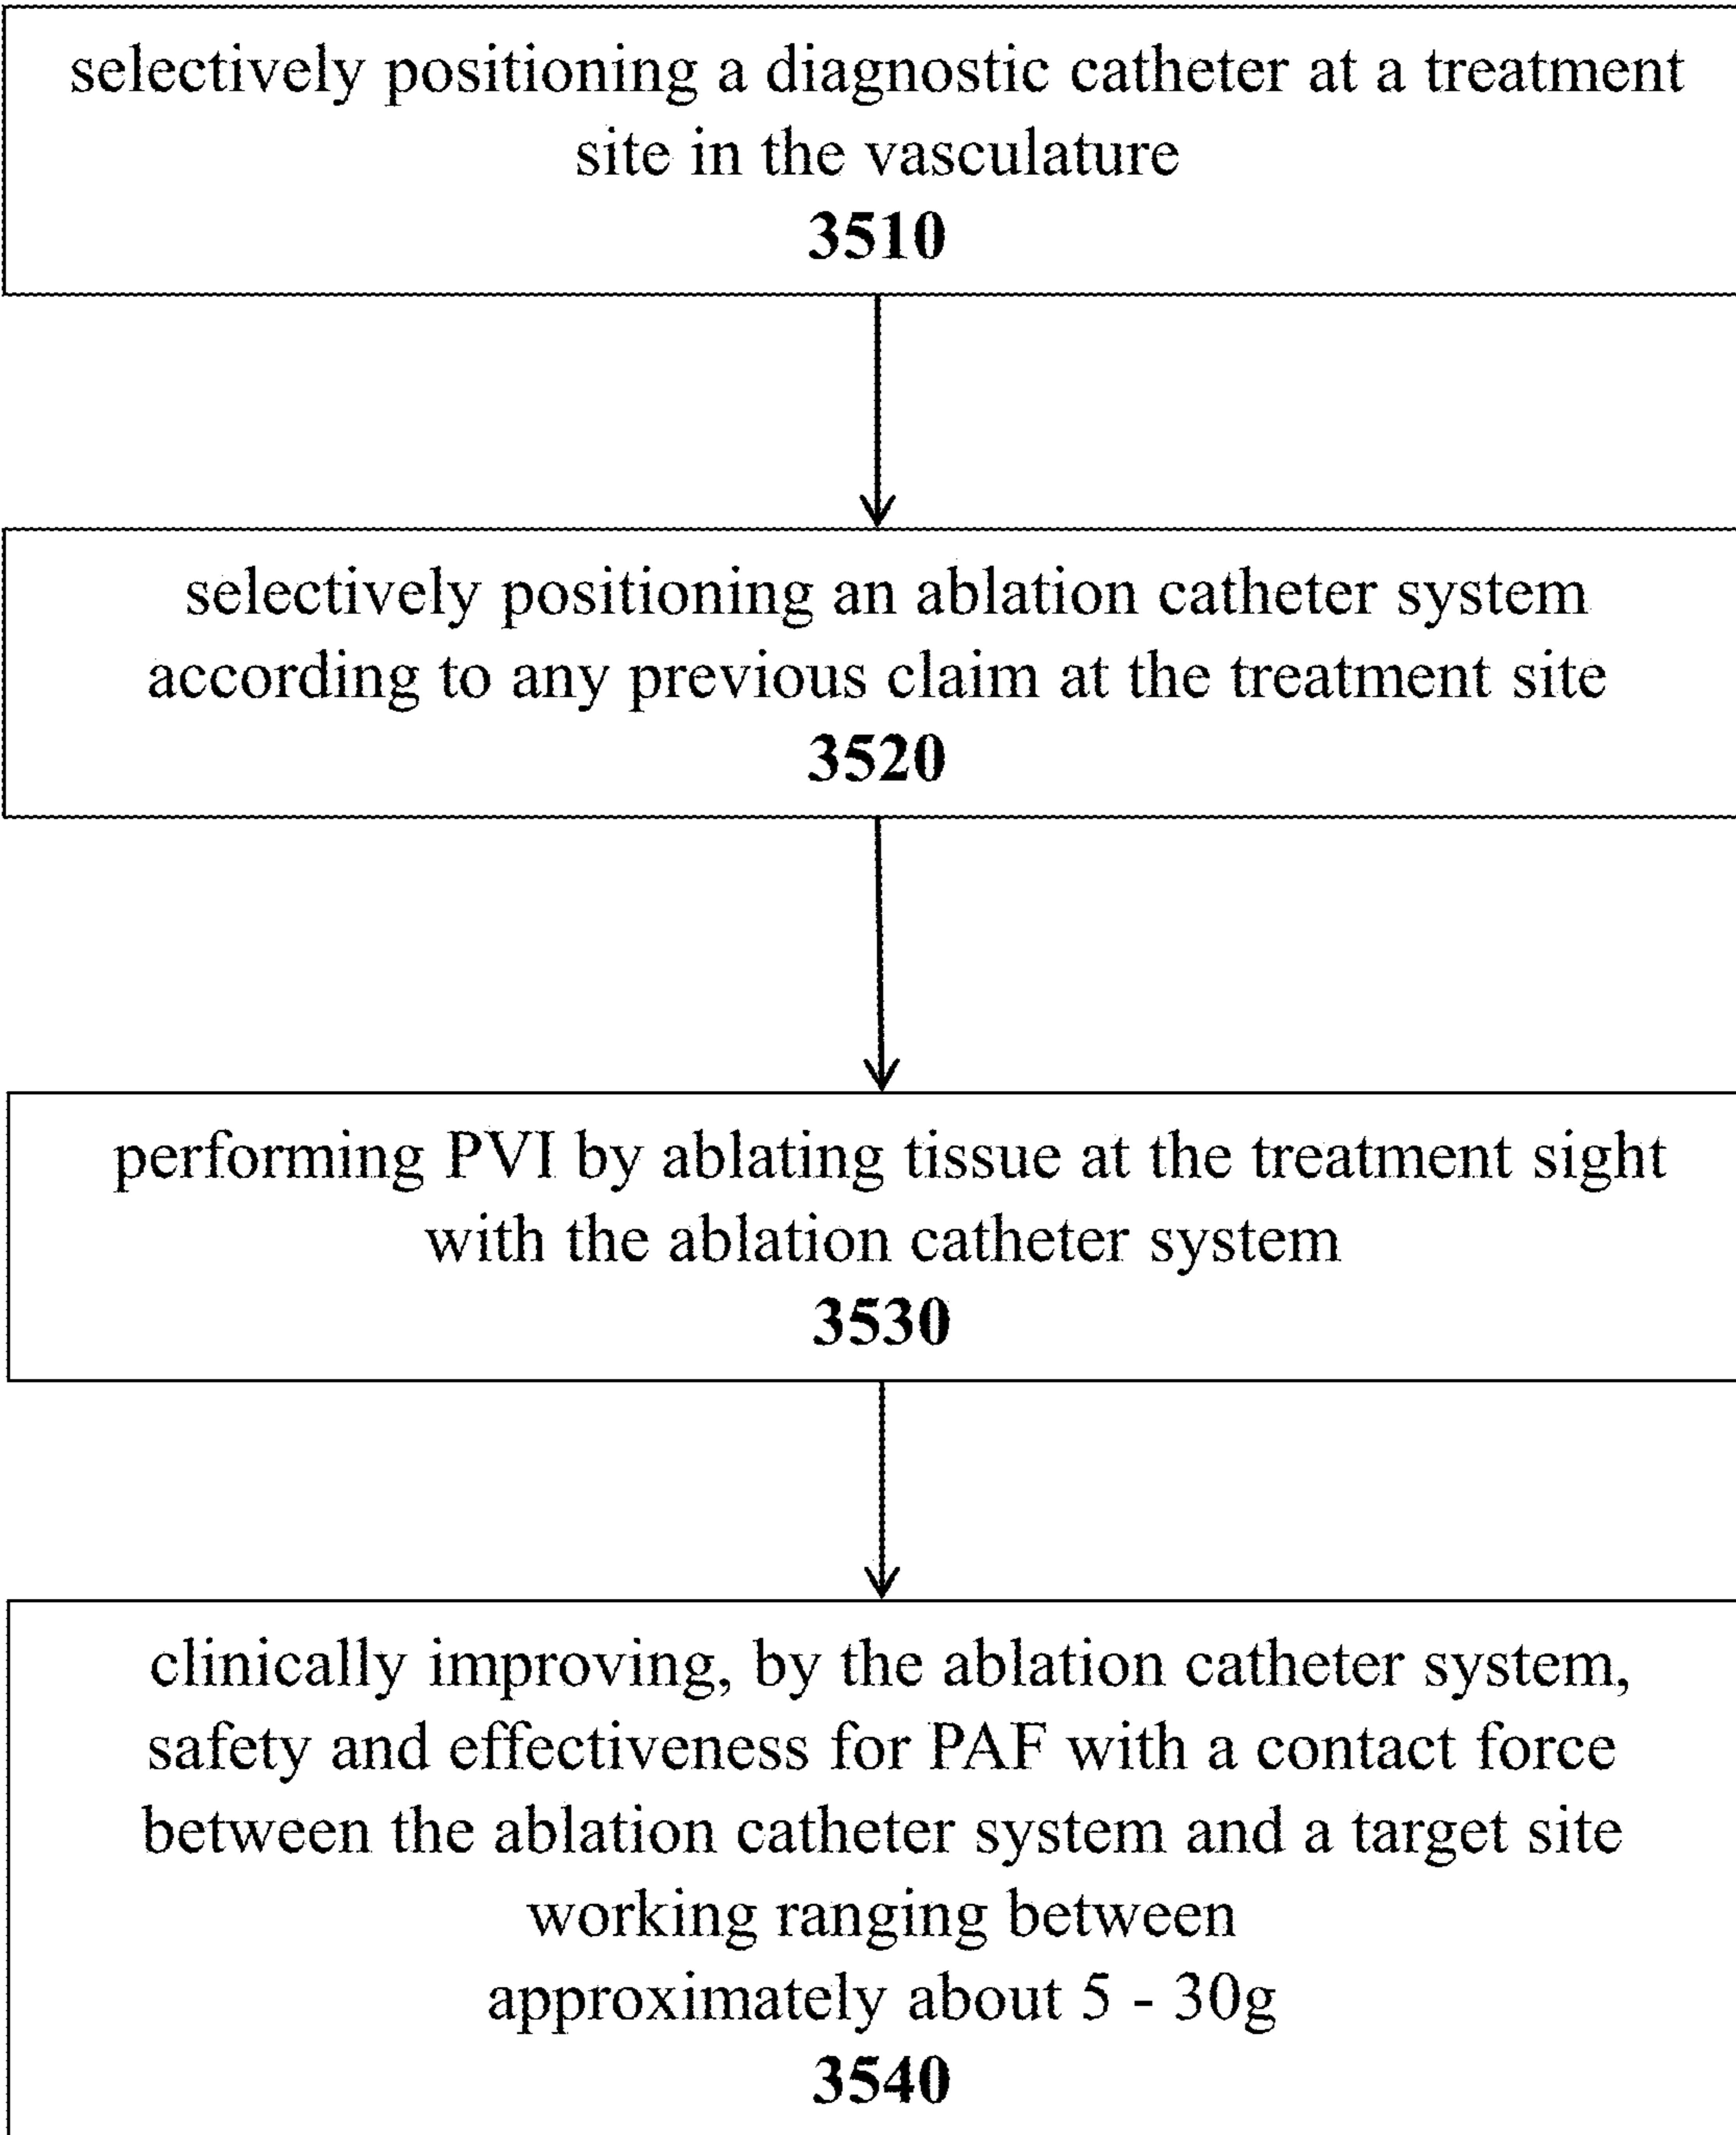 selectively positioning a diagnostic catheter at a treatment
site in the vasculature
3510
selectively positioning an ablation catheter system
according to any previous claim at the treatment site
3520
performing PVI by ablating tissue at the treatment sight
with the ablation catheter system
3530
clinically improving, by the ablation catheter system,
safety and effectiveness for PAF with a contact force
between the ablation catheter system and a target site
working ranging between
approximately about 5 - 30g
3540